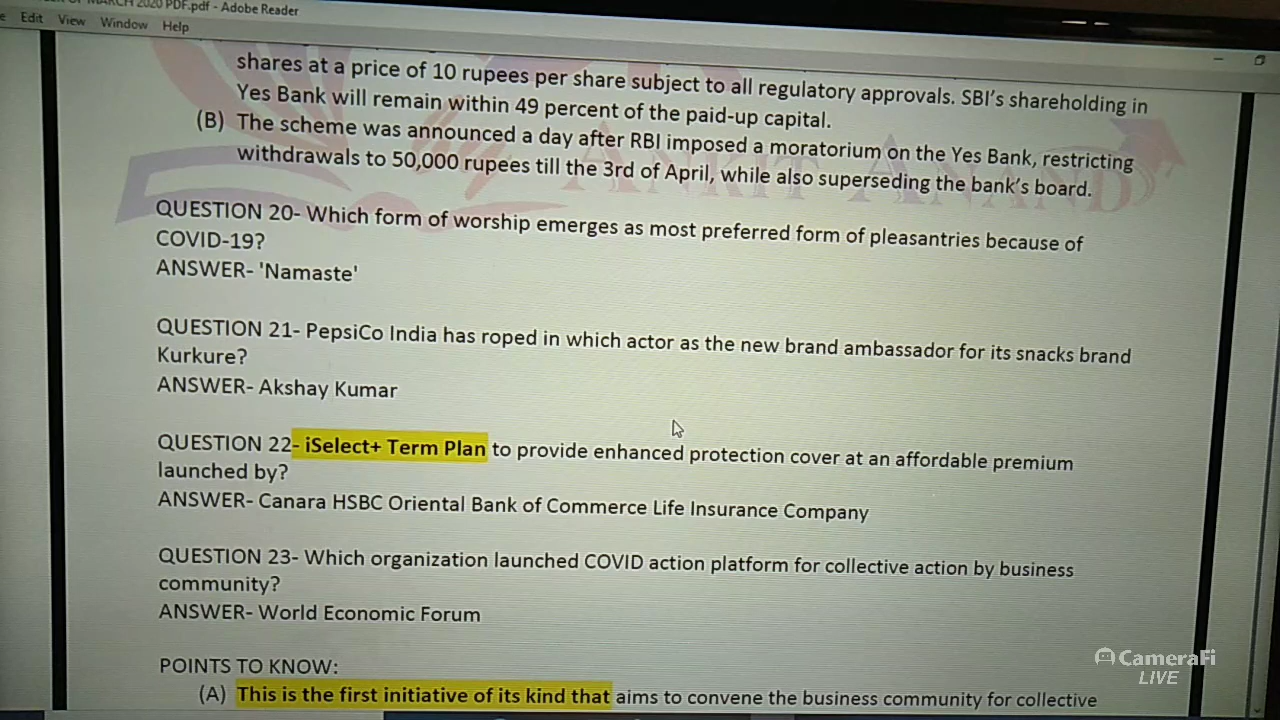 MARCH 2020 PDF.pdf - Adobe Reader
Edit View Window Help
shares at a price of 10 rupees per share subject to all regulatory approvals. SBI's shareholding in
Yes Bank will remain within 49 percent of the paid-up capital.
(B) The scheme was announced a day after RBI imposed a moratorium on the Yes Bank, restricting
withdrawals to 50,000 rupees till the 3rd of April, while also superseding the bank's board.
ANKIT ANAND
QUESTION 20- Which form of worship emerges as most preferred form of pleasantries because of
COVID-19?
ANSWER- 'Namaste'
QUESTION 21- PepsiCo India has roped in which actor as the new brand ambassador for its snacks brand
Kurkure?
ANSWER- Akshay Kumar
QUESTION 22- iSelect+ Term Plan to provide enhanced protection cover at an affordable premium
launched by?
ANSWER- Canara HSBC Oriental Bank of Commerce Life Insurance Company
QUESTION 23- Which organization launched COVID action platform for collective action by business
community?
ANSWER- World Economic Forum
POINTS TO KNOW:
(A) This is the first initiative of its kind that aims to convene the business community for collective
CameraFi
LIVE